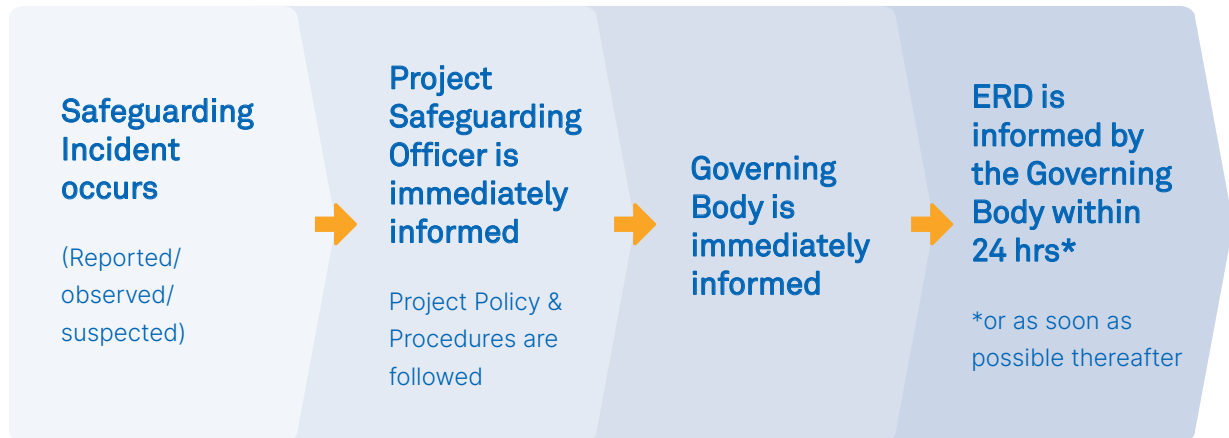 Safeguarding
Incident
occurs
(Reported/
observed/
suspected)
Project
Safeguarding
Officer is
immediately
informed
Project Policy &
Procedures are
followed
Governing
Body is
immediately
informed
ERD is
informed by
the Governing
Body within
24 hrs*
*or as soon as
possible thereafter